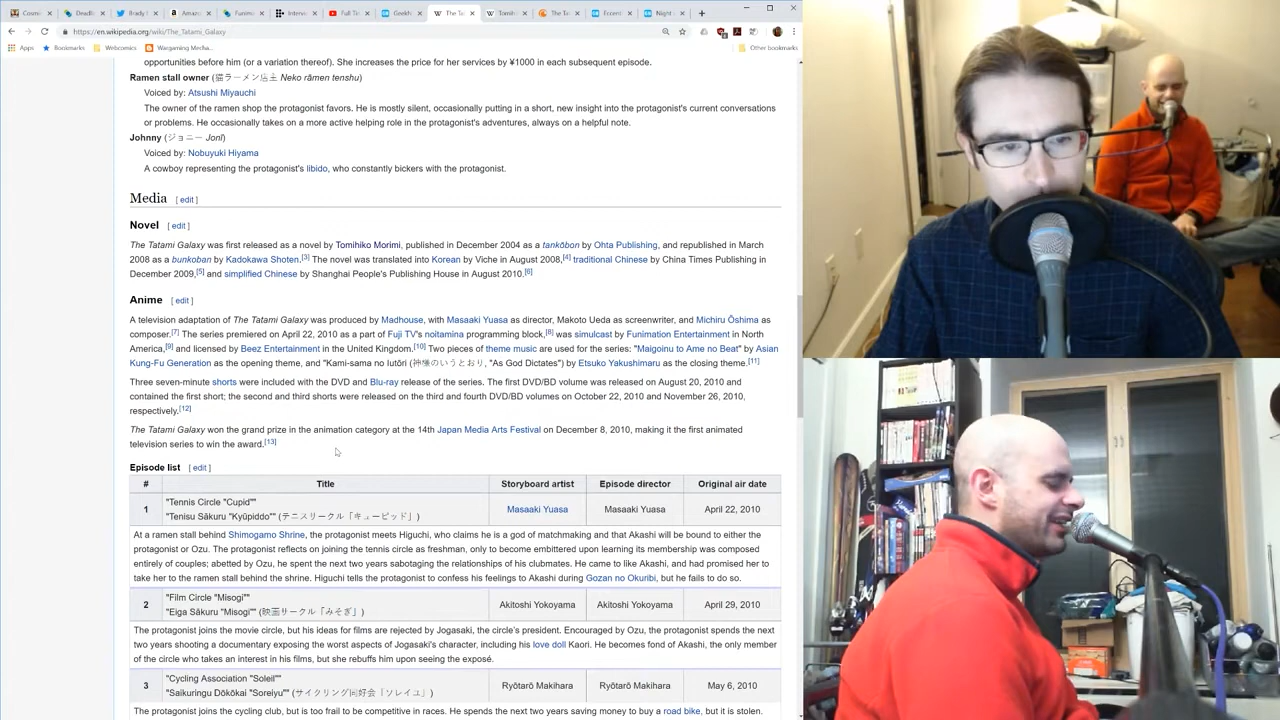 Cosmi
Deadli
Brady t
Amazo
Funima
Intervi
Full Tir
Geekhi
The Tat
Tomih
The Ta
Eccent
Night i
https://en.wikipedia.org/wiki/The_Tatami_Galaxy
Apps Bookmarks Webcomics Wargaming Mecha... Other bookmarks
opportunities before him (or a variation thereof). She increases the price for her services by ¥1000 in each subsequent episode.
Ramen stall owner (猫ラーメン店主 Neko rāmen tenshu)
Voiced by: Atsushi Miyauchi
The owner of the ramen shop the protagonist favors. He is mostly silent, occasionally putting in a short, new insight into the protagonist's current conversations
or problems. He occasionally takes on a more active helping role in the protagonist's adventures, always on a helpful note.
Johnny (ジョニー Jonī)
Voiced by: Nobuyuki Hiyama
A cowboy representing the protagonist's libido, who constantly bickers with the protagonist.
Media [ edit ]
Novel [ edit ]
The Tatami Galaxy was first released as a novel by Tomihiko Morimi, published in December 2004 as a tankōbon by Ohta Publishing, and republished in March
2008 as a bunkoban by Kadokawa Shoten.[3] The novel was translated into Korean by Viche in August 2008,[4] traditional Chinese by China Times Publishing in
December 2009,[5] and simplified Chinese by Shanghai People's Publishing House in August 2010.[6]
Anime [ edit ]
A television adaptation of The Tatami Galaxy was produced by Madhouse, with Masaaki Yuasa as director, Makoto Ueda as screenwriter, and Michiru Ōshima as
composer.[7] The series premiered on April 22, 2010 as a part of Fuji TV's noitamina programming block,[8] was simulcast by Funimation Entertainment in North
America,[9] and licensed by Beez Entertainment in the United Kingdom.[10] Two pieces of theme music are used for the series: "Maigoinu to Ame no Beat" by Asian
Kung-Fu Generation as the opening theme, and "Kami-sama no Iutōri (神様のいうとおり, "As God Dictates") by Etsuko Yakushimaru as the closing theme.[11]
Three seven-minute shorts were included with the DVD and Blu-ray release of the series. The first DVD/BD volume was released on August 20, 2010 and
contained the first short; the second and third shorts were released on the third and fourth DVD/BD volumes on October 22, 2010 and November 26, 2010,
respectively.[12]
The Tatami Galaxy won the grand prize in the animation category at the 14th Japan Media Arts Festival on December 8, 2010, making it the first animated
television series to win the award.[13]
Episode list [ edit ]
# Title Storyboard artist Episode director Original air date
1 "Tennis Circle "Cupid"" Masaaki Yuasa Masaaki Yuasa April 22, 2010
"Tenisu Sākuru "Kyūpiddo"" (テニスサークル「キューピッド」)
At a ramen stall behind Shimogamo Shrine, the protagonist meets Higuchi, who claims he is a god of matchmaking and that Akashi will be bound to either the
protagonist or Ozu. The protagonist reflects on joining the tennis circle as freshman, only to become embittered upon learning its membership was composed
entirely of couples; abetted by Ozu, he spent the next two years sabotaging the relationships of his clubmates. He came to like Akashi, and had promised her to
take her to the ramen stall behind the shrine. Higuchi tells the protagonist to confess his feelings to Akashi during Gozan no Okuribi, but he fails to do so.
2 "Film Circle "Misogi"" Akitoshi Yokoyama Akitoshi Yokoyama April 29, 2010
"Eiga Sākuru "Misogi"" (映画サークル「みそぎ」)
The protagonist joins the movie circle, but his ideas for films are rejected by Jogasaki, the circle's president. Encouraged by Ozu, the protagonist spends the next
two years shooting a documentary exposing the worst aspects of Jogasaki's character, including his love doll Kaori. He becomes fond of Akashi, the only member
of the circle who takes an interest in his films, but she rebuffs him upon seeing the exposé.
3 "Cycling Association "Soleil"" Ryōtarō Makihara Ryōtarō Makihara May 6, 2010
"Saikuringu Dōkōkai "Soreiyu"" (サイクリング同好会「ソレイユ」)
The protagonist joins the cycling club, but is too frail to be competitive in races. He spends the next two years saving money to buy a road bike, but it is stolen.